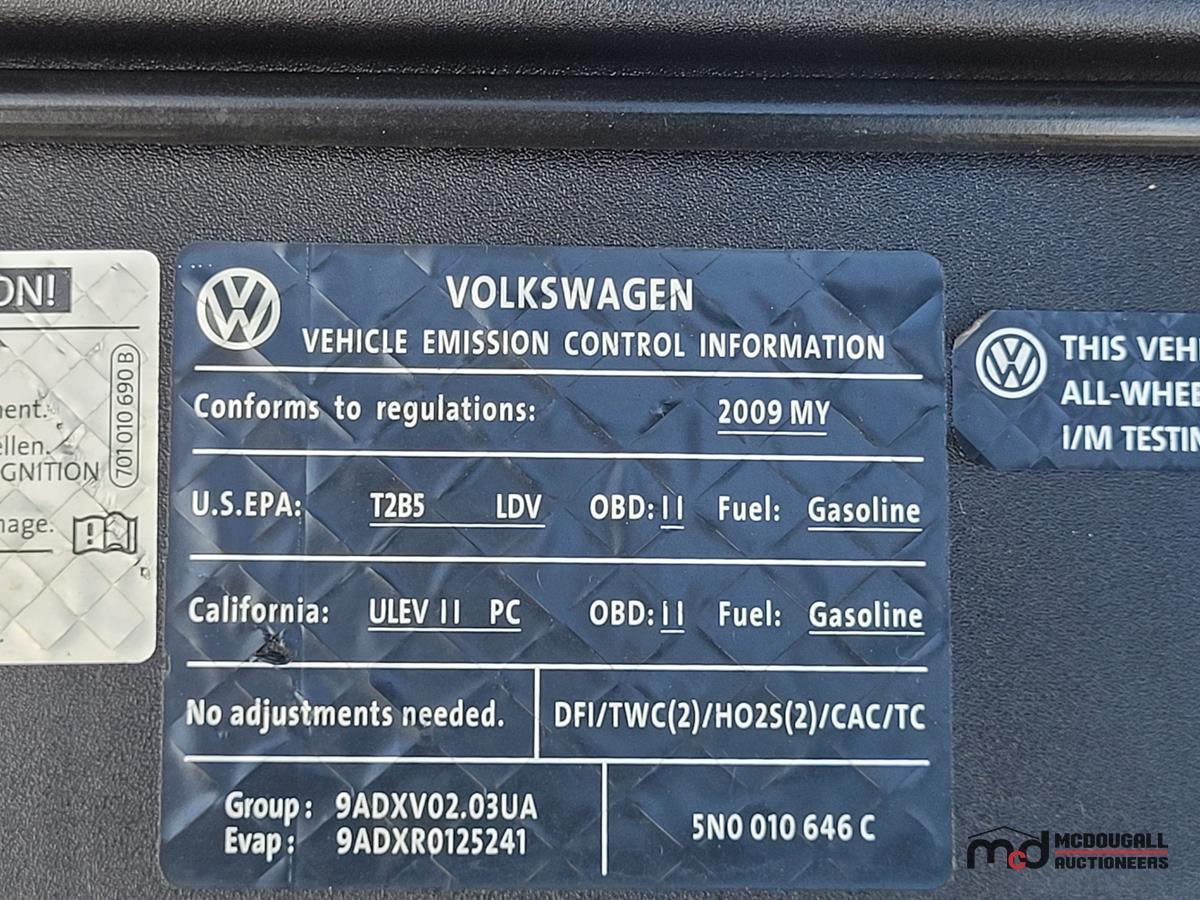 ON!
701 010 690 B
ment.
ellen.
GNITION
nage.
VOLKSWAGEN
VEHICLE EMISSION CONTROL INFORMATION
Conforms to regulations: 2009 MY
U.S.EPA: T2B5 LDV OBD: II Fuel: Gasoline
California: ULEV II PC OBD: II Fuel: Gasoline
No adjustments needed. DFI/TWC(2)/HO2S(2)/CAC/TC
Group: 9ADXV02.03UA
Evap: 9ADXR0125241
5N0 010 646 C
THIS VEHI
ALL-WHEE
I/M TESTIN
mcd MCDOUGALL
AUCTIONEERS